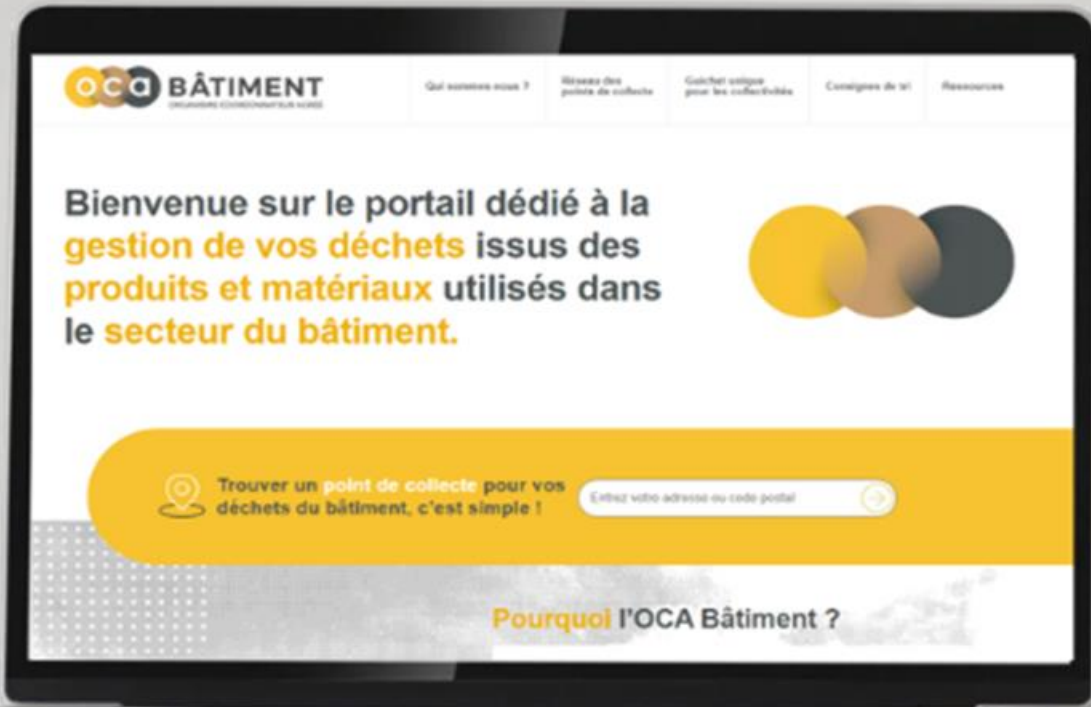 oca BÂTIMENT
ORGANISME COORDONNATEUR AGRÉÉ
Qui sommes-nous ?
Réseau des
points de collecte
Guichet unique
pour les collectivités
Consignes de tri
Ressources
Bienvenue sur le portail dédié à la
gestion de vos déchets issus des
produits et matériaux utilisés dans
le secteur du bâtiment.
Trouver un point de collecte pour vos
déchets du bâtiment, c'est simple !
Entrez votre adresse ou code postal
Pourquoi l'OCA Bâtiment ?